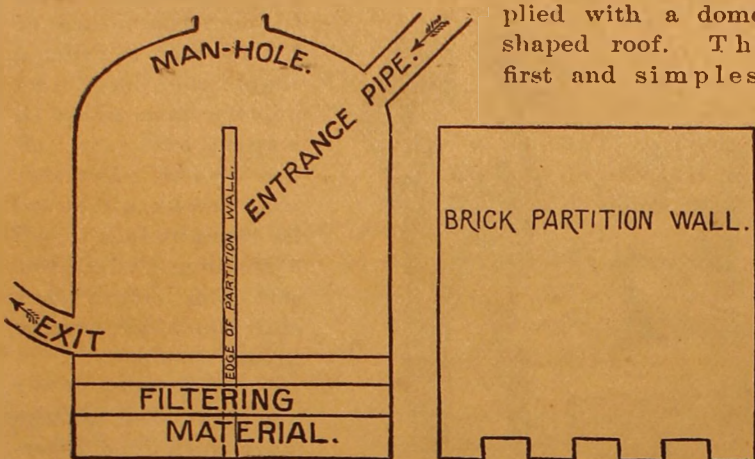 plied with a dome
shaped roof. Th
first and simples
MAN-HOLE.
ENTRANCE PIPE.
EDGE OF PARTITION WALL.
BRICK PARTITION WALL.
EXIT
FILTERING
MATERIAL.